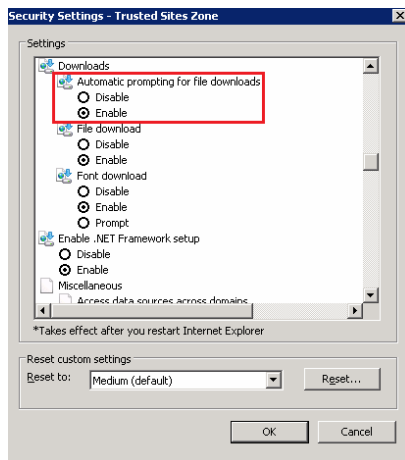 Security Settings - Trusted Sites Zone
Settings
Downloads
Automatic prompting for file downloads
Disable
Enable
File download
Disable
Enable
Font download
Disable
Enable
Prompt
Enable .NET Framework setup
Disable
Enable
Miscellaneous
Access data sources across domains
*Takes effect after you restart Internet Explorer
Reset custom settings
Reset to: Medium (default) Reset...
OK Cancel